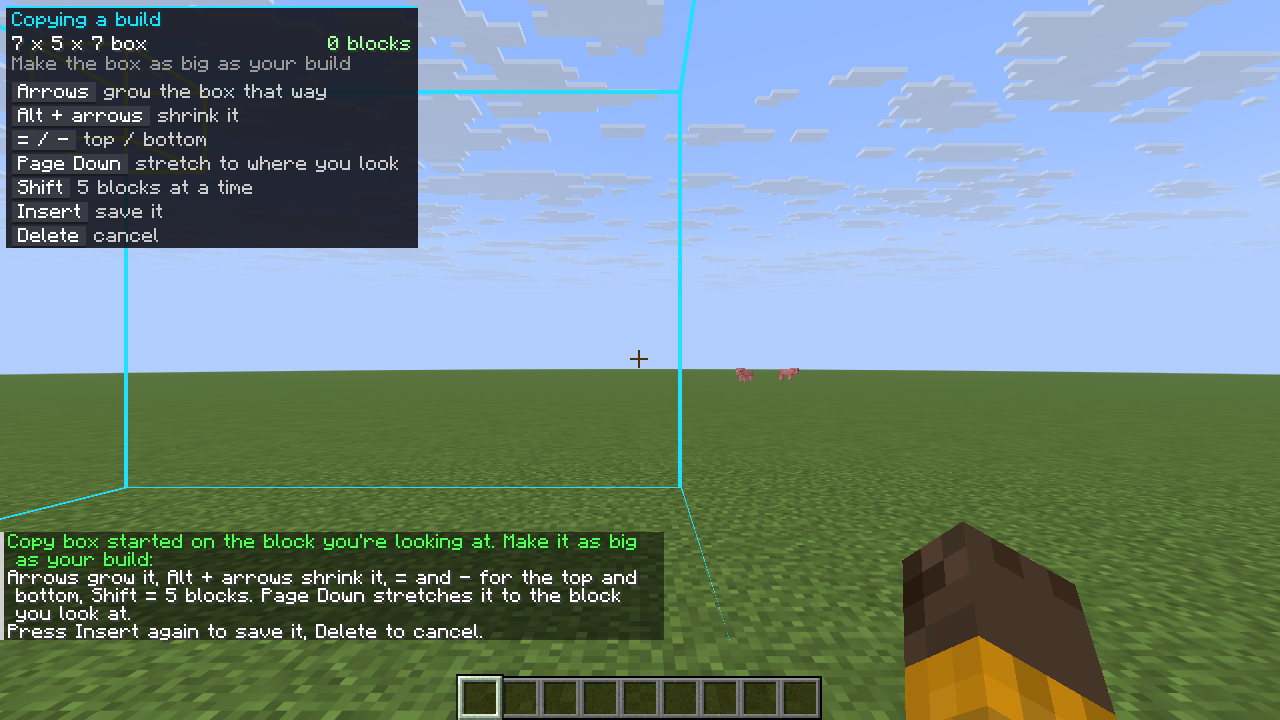 Copying a build
7 x 5 x 7 box 0 blocks
Make the box as big as your build
Arrows grow the box that way
Alt + arrows shrink it
= / - top / bottom
Page Down stretch to where you look
Shift 5 blocks at a time
Insert save it
Delete cancel
Copy box started on the block you're looking at. Make it as big
as your build:
Arrows grow it, Alt + arrows shrink it, = and - for the top and
bottom, Shift = 5 blocks. Page Down stretches it to the block
you look at.
Press Insert again to save it, Delete to cancel.